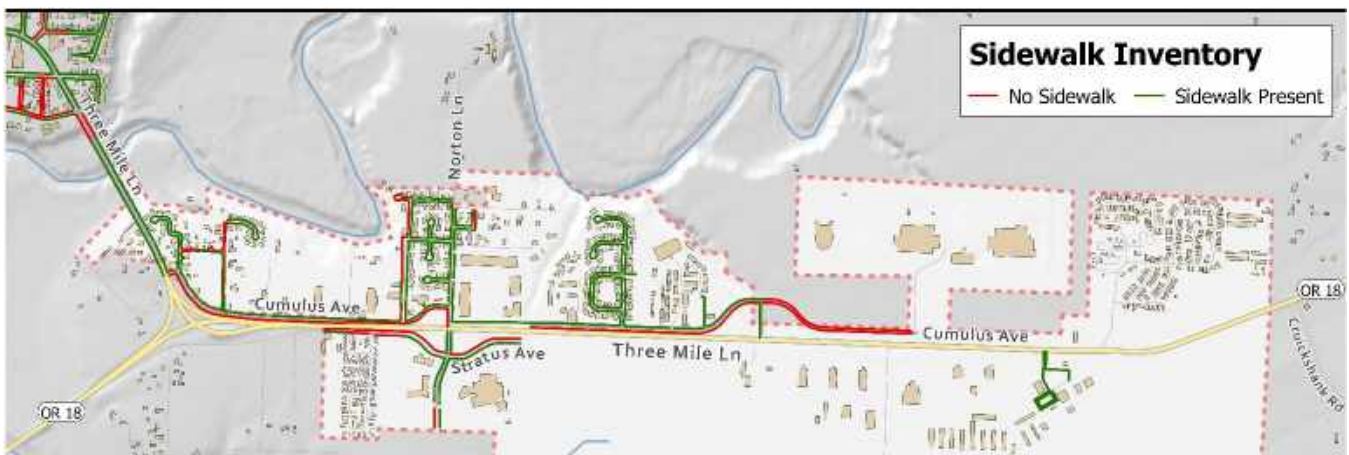 Sidewalk Inventory
No Sidewalk
Sidewalk Present
Three Mile Ln
Norton Ln
Cumulus Ave
Stratus Ave
Three Mile Ln
Cumulus Ave
OR 18
OR 18
Cruickshank Rd